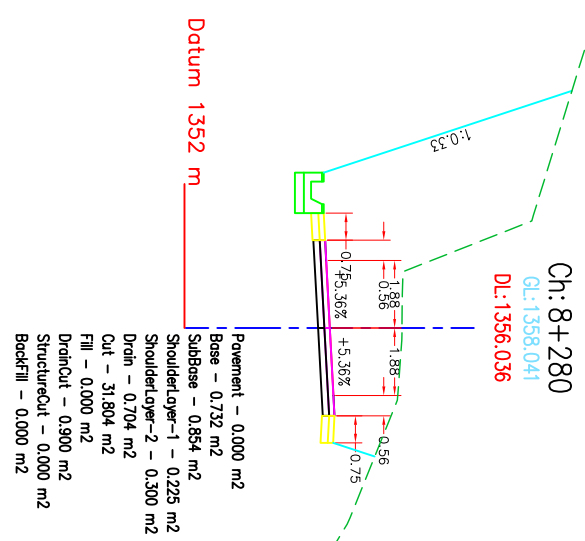 Ch: 8+280
GL:1358.041
DL:1356.036
1:0.33
0.75
0.56
1.88
1.88
0.56
0.75
+5.36%
+5.36%
Datum 1352 m
Pavement - 0.000 m2
Base - 0.732 m2
SubBase - 0.854 m2
ShoulderLayer-1 - 0.225 m2
ShoulderLayer-2 - 0.300 m2
Drain - 0.704 m2
Cut - 31.804 m2
Fill - 0.000 m2
DrainCut - 0.900 m2
StructureCut - 0.000 m2
BackFill - 0.000 m2